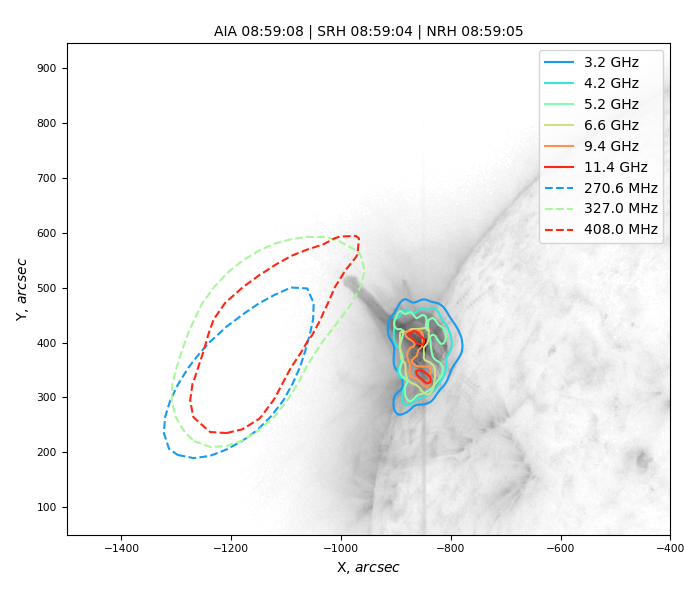 AIA 08:59:08 | SRH 08:59:04 | NRH 08:59:05
3.2 GHz
4.2 GHz
5.2 GHz
6.6 GHz
9.4 GHz
11.4 GHz
270.6 MHz
327.0 MHz
408.0 MHz
900
800
700
600
500
400
300
200
100
Y, arcsec
−1400 −1200 −1000 −800 −600 −400
X, arcsec